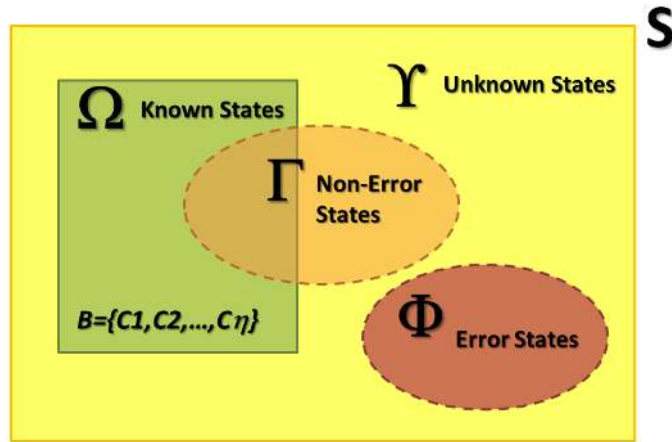 S
Ω Known States
ϒ Unknown States
Γ Non-Error
States
B={C1,C2,...,Cη}
Φ Error States